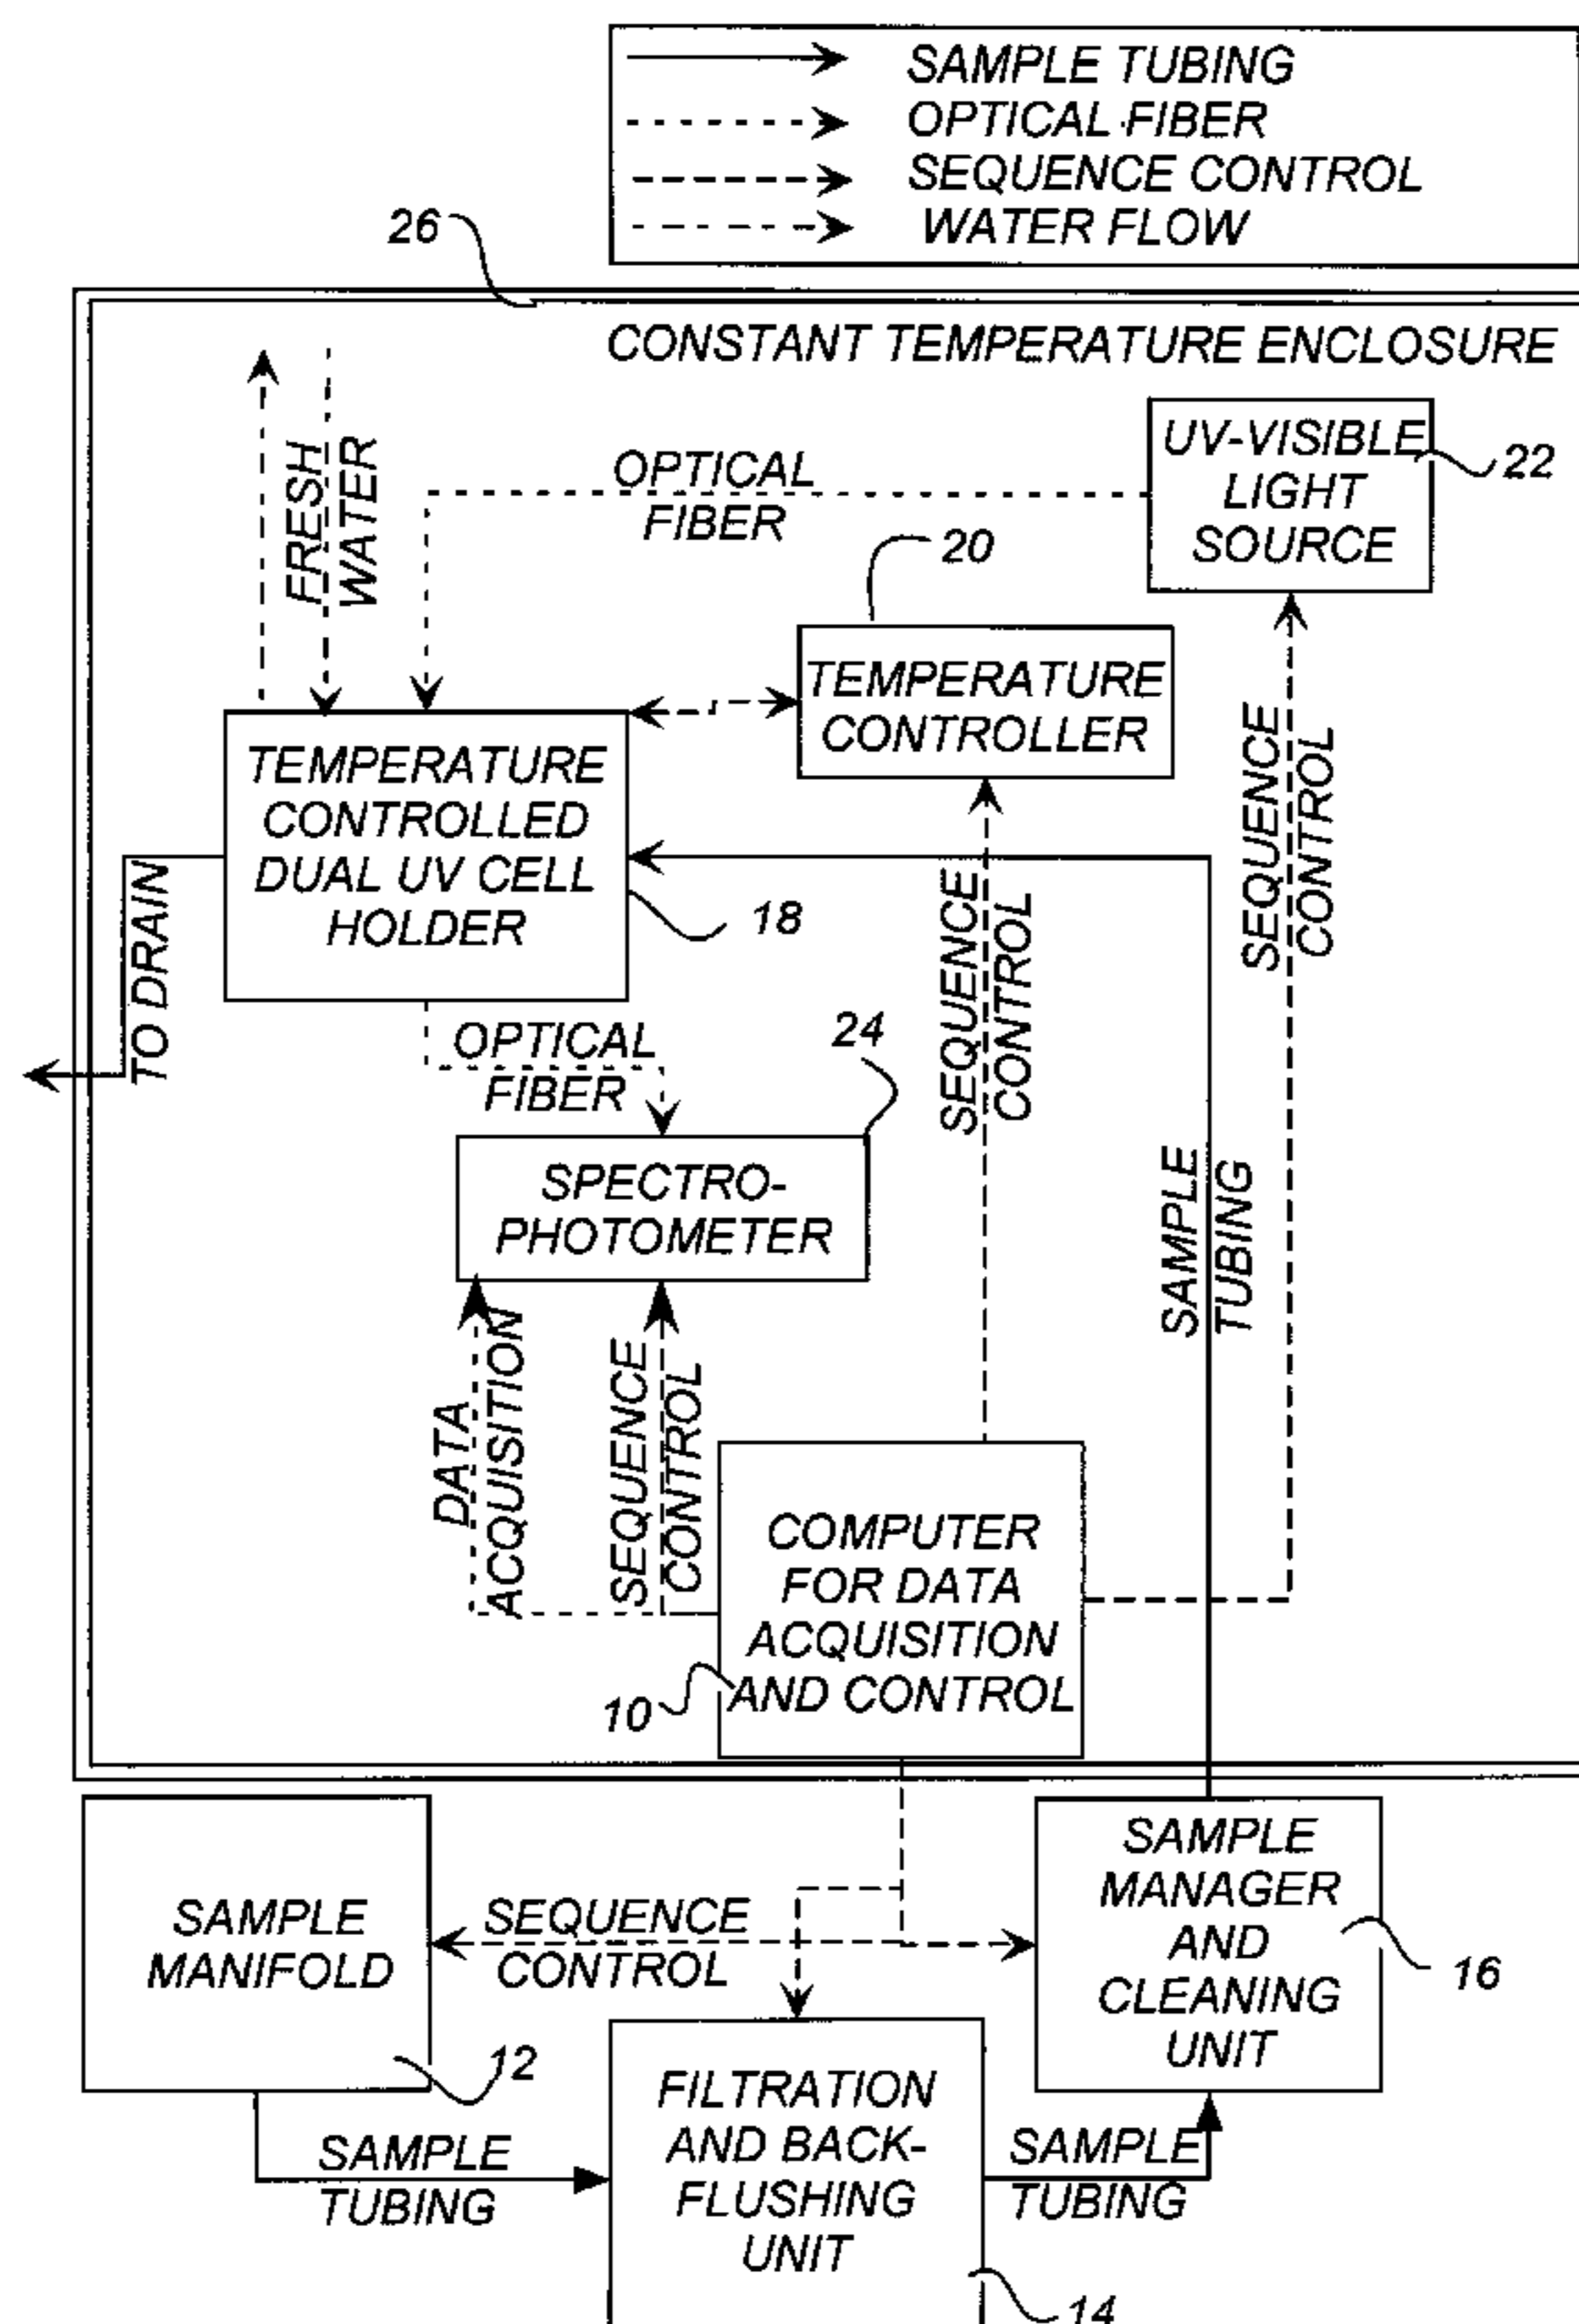 SAMPLE TUBING
OPTICAL FIBER
SEQUENCE CONTROL
WATER FLOW
26
CONSTANT TEMPERATURE ENCLOSURE
FRESH
WATER
OPTICAL
FIBER
UV-VISIBLE
LIGHT
SOURCE
22
20
TEMPERATURE
CONTROLLER
TEMPERATURE
CONTROLLED
DUAL UV CELL
HOLDER
18
SEQUENCE
CONTROL
SEQUENCE
CONTROL
TO DRAIN
OPTICAL
FIBER
24
SPECTRO-
PHOTOMETER
SAMPLE
TUBING
DATA
ACQUISITION
SEQUENCE
CONTROL
COMPUTER
FOR DATA
ACQUISITION
AND CONTROL
10
SAMPLE
MANIFOLD
12
SEQUENCE
CONTROL
SAMPLE
MANAGER
AND
CLEANING
UNIT
16
SAMPLE
TUBING
FILTRATION
AND BACK-
FLUSHING
UNIT
14
SAMPLE
TUBING